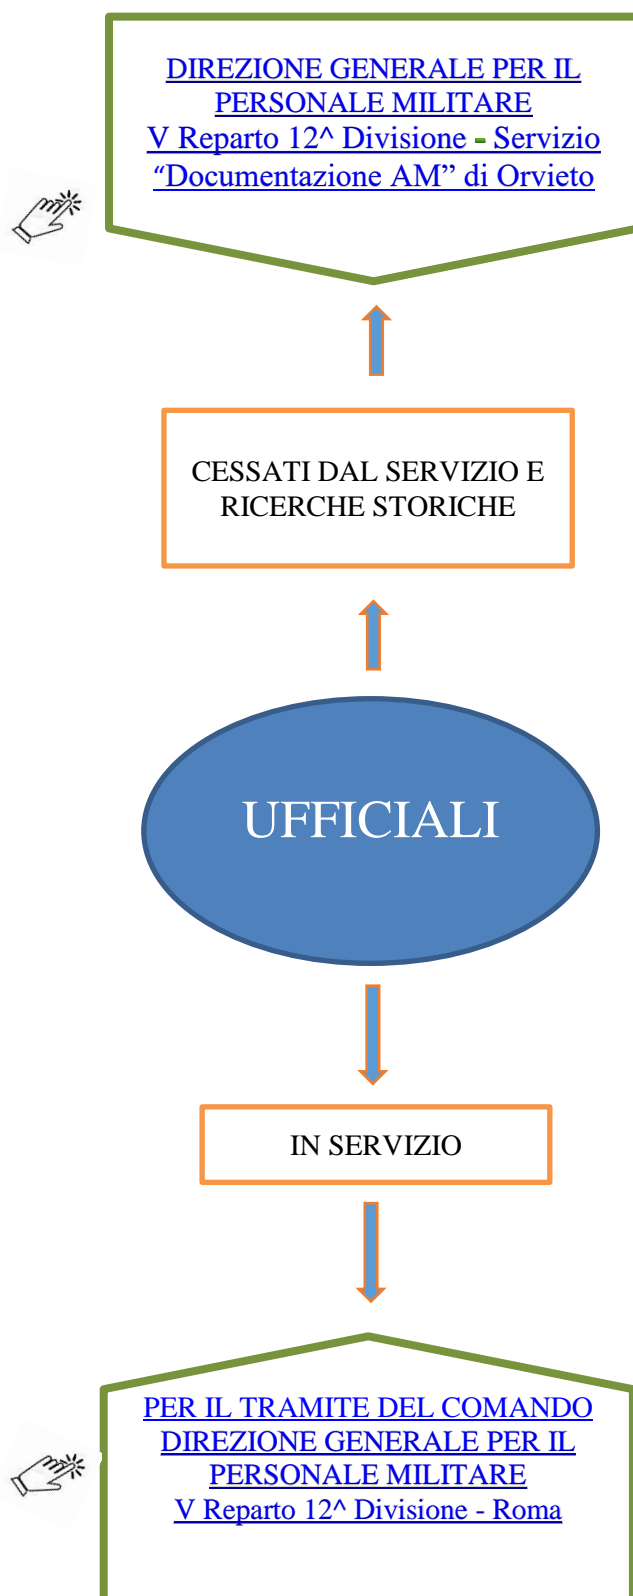 DIREZIONE GENERALE PER IL
PERSONALE MILITARE
V Reparto 12^ Divisione - Servizio
“Documentazione AM” di Orvieto
CESSATI DAL SERVIZIO E
RICERCHE STORICHE
UFFICIALI
IN SERVIZIO
PER IL TRAMITE DEL COMANDO
DIREZIONE GENERALE PER IL
PERSONALE MILITARE
V Reparto 12^ Divisione - Roma